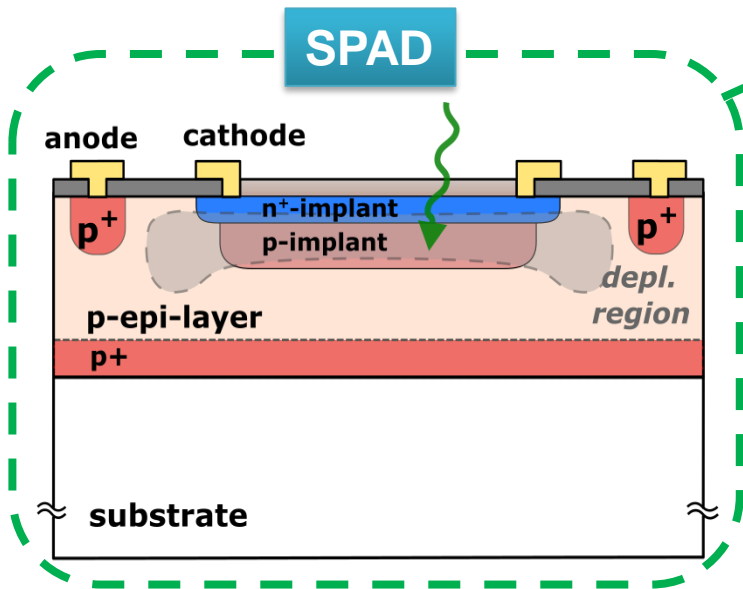 SPAD
anode
cathode
n⁺-implant
p⁺
p-implant
p⁺
depl.
region
p-epi-layer
p+
substrate